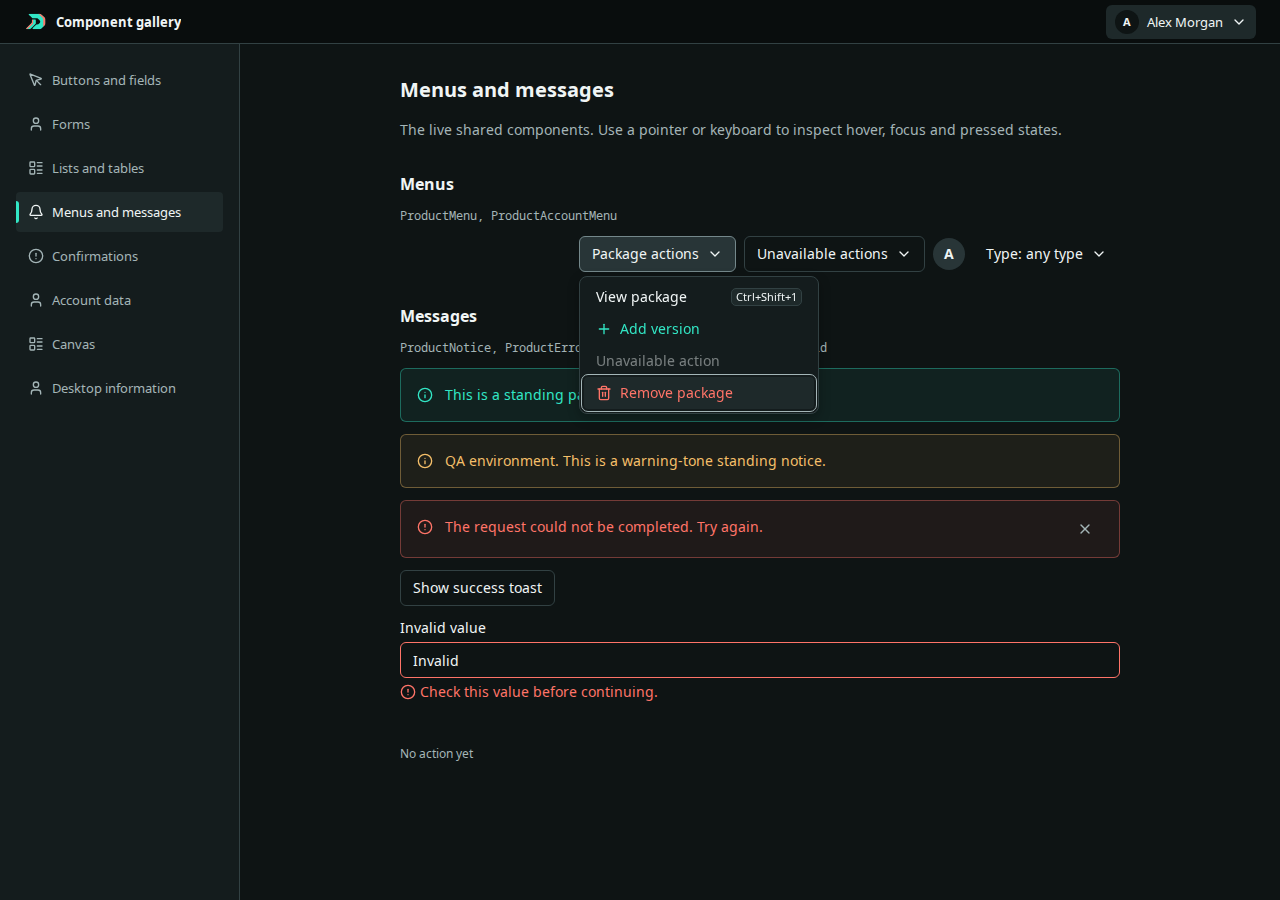 Component gallery
A Alex Morgan
Buttons and fields
Forms
Lists and tables
Menus and messages
Confirmations
Account data
Canvas
Desktop information
Menus and messages
The live shared components. Use a pointer or keyboard to inspect hover, focus and pressed states.
Menus
ProductMenu, ProductAccountMenu
Package actions
Unavailable actions
A
Type: any type
View package Ctrl+Shift+1
Add version
Unavailable action
Remove package
Messages
ProductNotice,
This is a standing
QA environment. This is a warning-tone standing notice.
The request could not be completed. Try again.
Show success toast
Invalid value
Invalid
Check this value before continuing.
No action yet